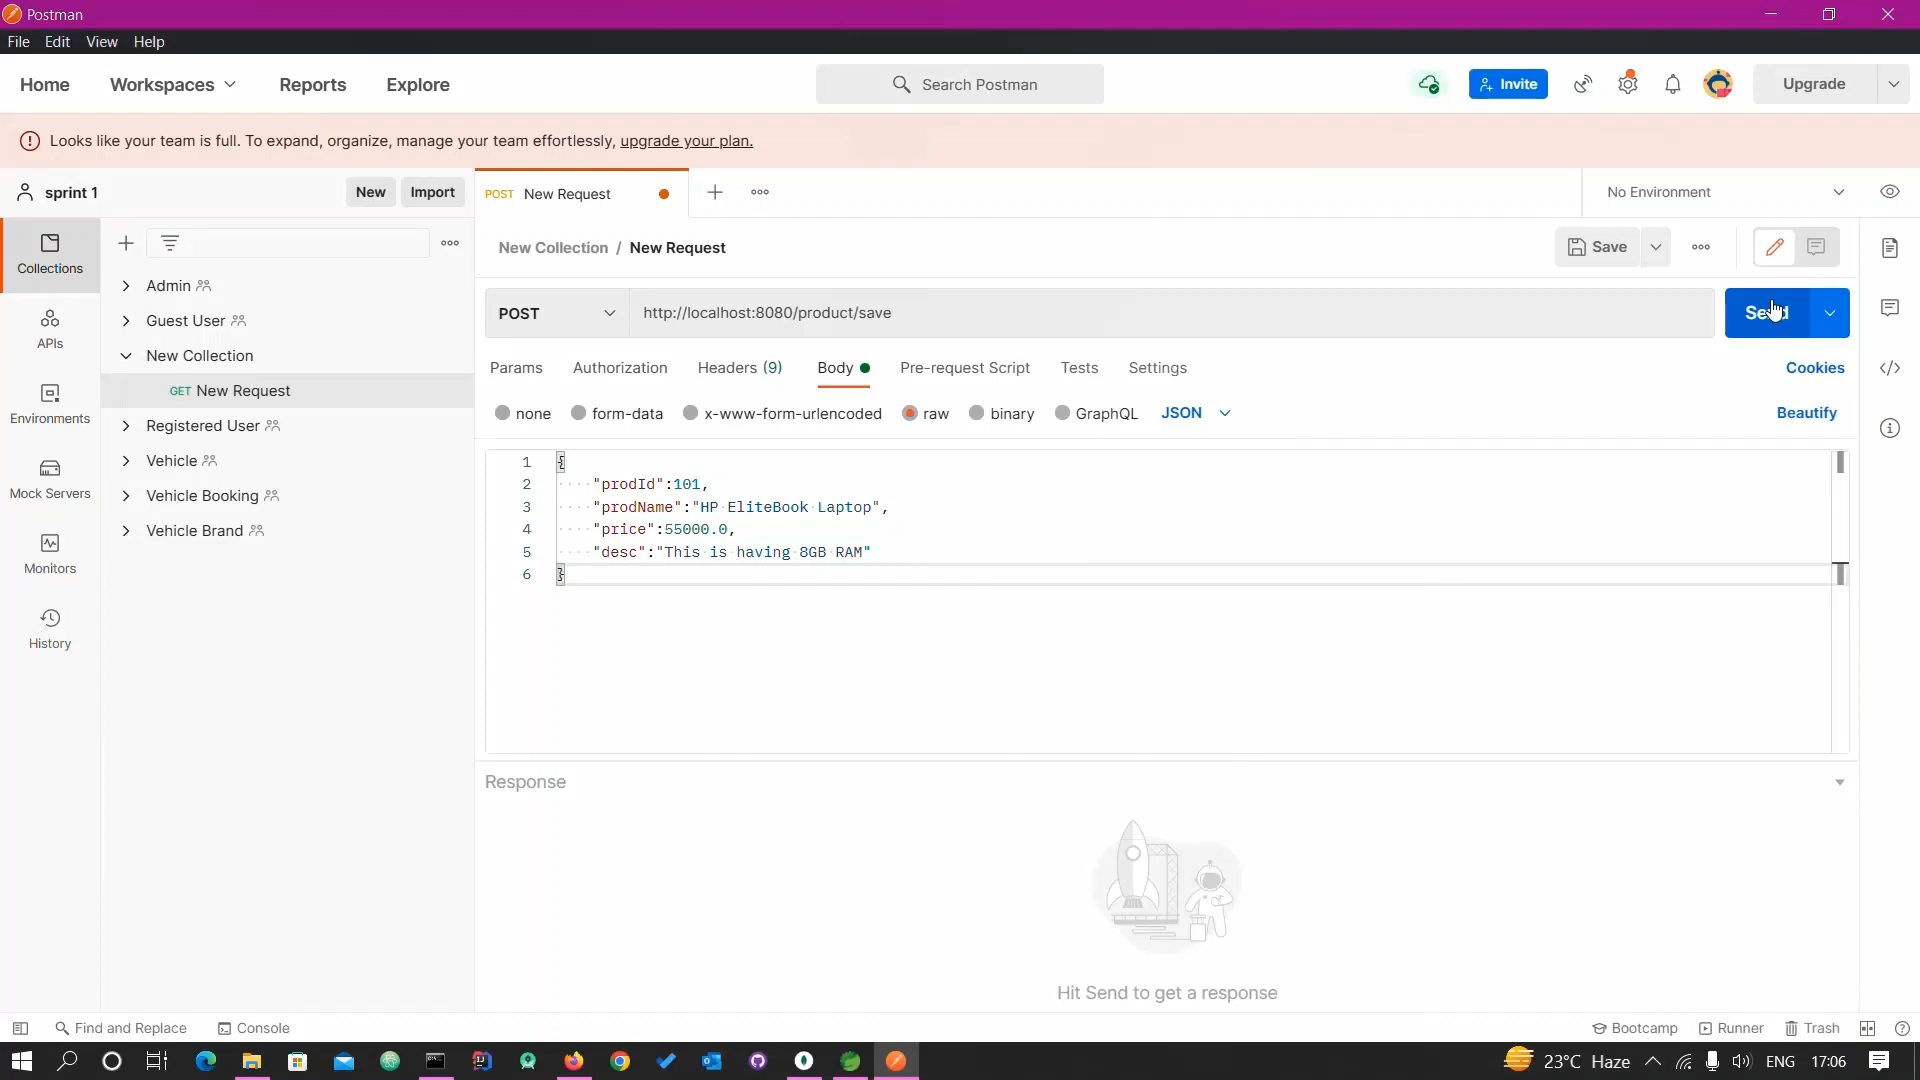 Postman
File Edit View Help
Home Workspaces Reports Explore Search Postman Invite Upgrade
Looks like your team is full. To expand, organize, manage your team effortlessly, upgrade your plan.
sprint 1 New Import POST New Request No Environment
Collections
APIs
Environments
Mock Servers
Monitors
History
Admin
Guest User
New Collection
GET New Request
Registered User
Vehicle
Vehicle Booking
Vehicle Brand
New Collection / New Request Save
POST http://localhost:8080/product/save Send
Params Authorization Headers (9) Body Pre-request Script Tests Settings Cookies
none form-data x-www-form-urlencoded raw binary GraphQL JSON Beautify
1 {
2 "prodId":101,
3 "prodName":"HP EliteBook Laptop",
4 "price":55000.0,
5 "desc":"This is having 8GB RAM"
6 }
Response
Hit Send to get a response
Find and Replace Console Bootcamp Runner Trash
23°C Haze ENG 17:06